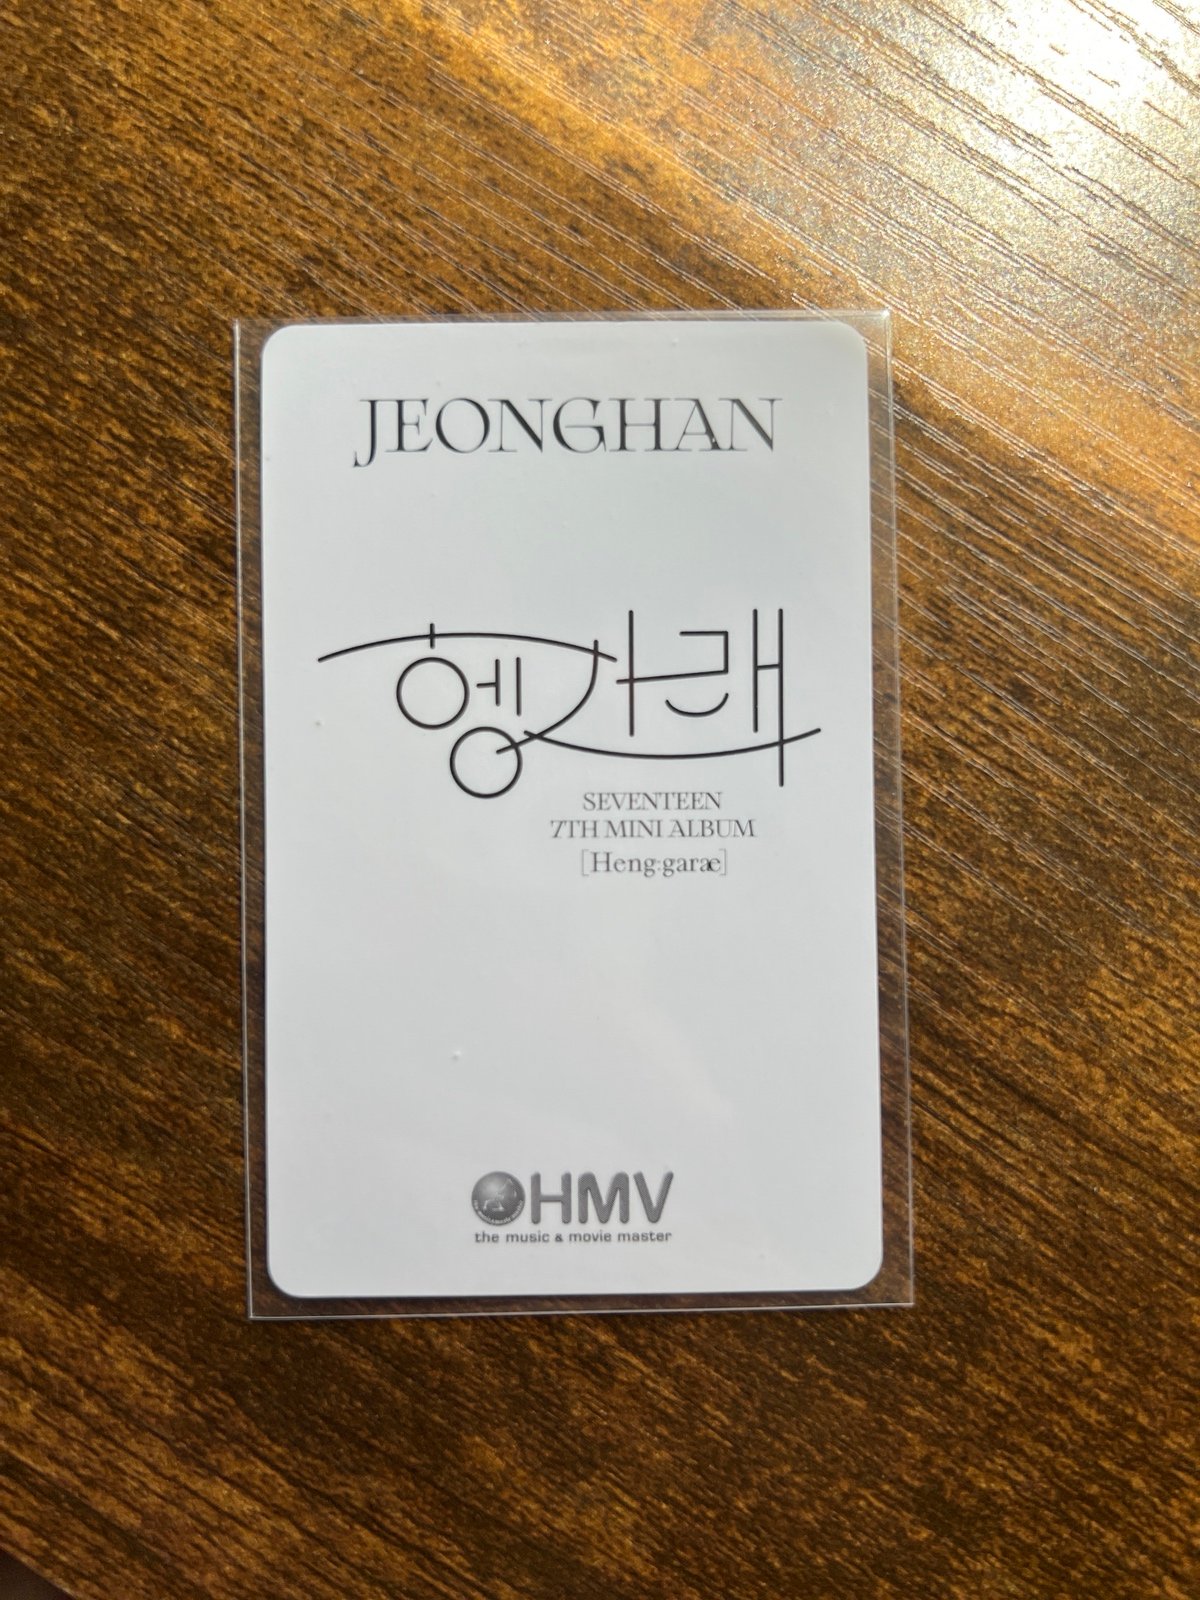 JEONGHAN
헹가래
SEVENTEEN
7TH MINI ALBUM
[Heng:garæ]
HMV
the music & movie master